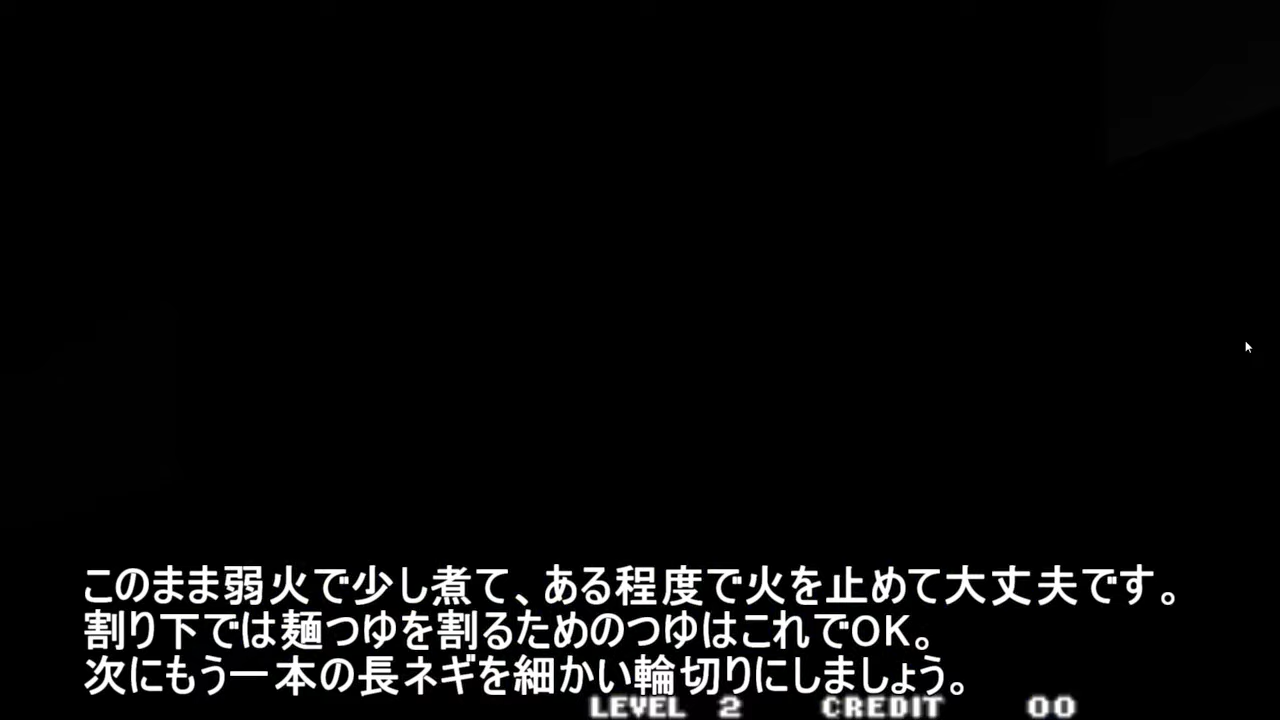 このまま弱火で少し煮て、ある程度で火を止めて大丈夫です。
割り下では麺つゆを割るためのつゆはこれでOK。
次にもう一本の長ネギを細かい輪切りにしましょう。
LEVEL 2 CREDIT 00